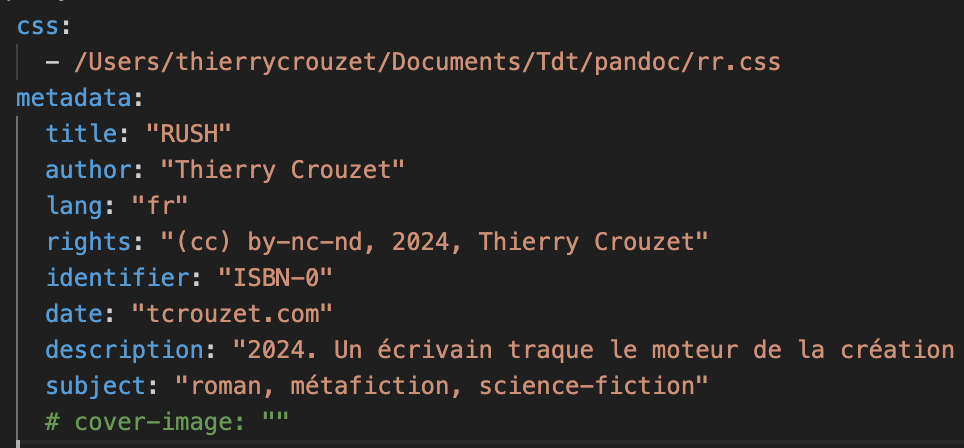 css:
- /Users/thierrycrouzet/Documents/Tdt/pandoc/rr.css
metadata:
title: "RUSH"
author: "Thierry Crouzet"
lang: "fr"
rights: "(cc) by-nc-nd, 2024, Thierry Crouzet"
identifier: "ISBN-0"
date: "tcrouzet.com"
description: "2024. Un écrivain traque le moteur de la création
subject: "roman, métafiction, science-fiction"
# cover-image: ""